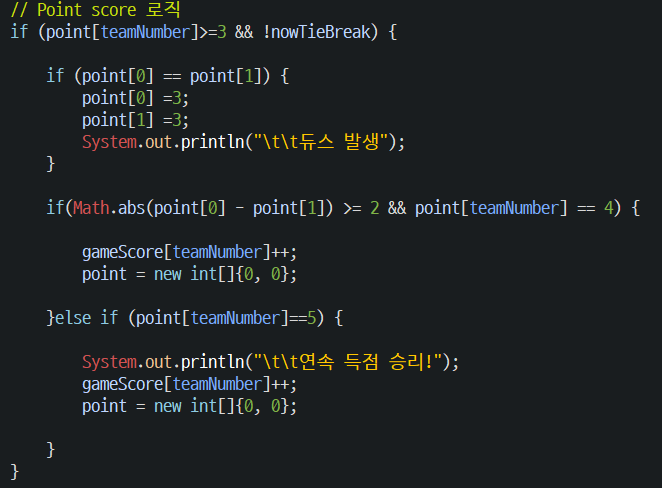 // Point score 로직
if (point[teamNumber]>=3 && !nowTieBreak) {
if (point[0] == point[1]) {
point[0] =3;
point[1] =3;
System.out.println("\t\t듀스 발생");
}
if(Math.abs(point[0] - point[1]) >= 2 && point[teamNumber] == 4) {
gameScore[teamNumber]++;
point = new int[]{0, 0};
}else if (point[teamNumber]==5) {
System.out.println("\t\t연속 득점 승리!");
gameScore[teamNumber]++;
point = new int[]{0, 0};
}
}